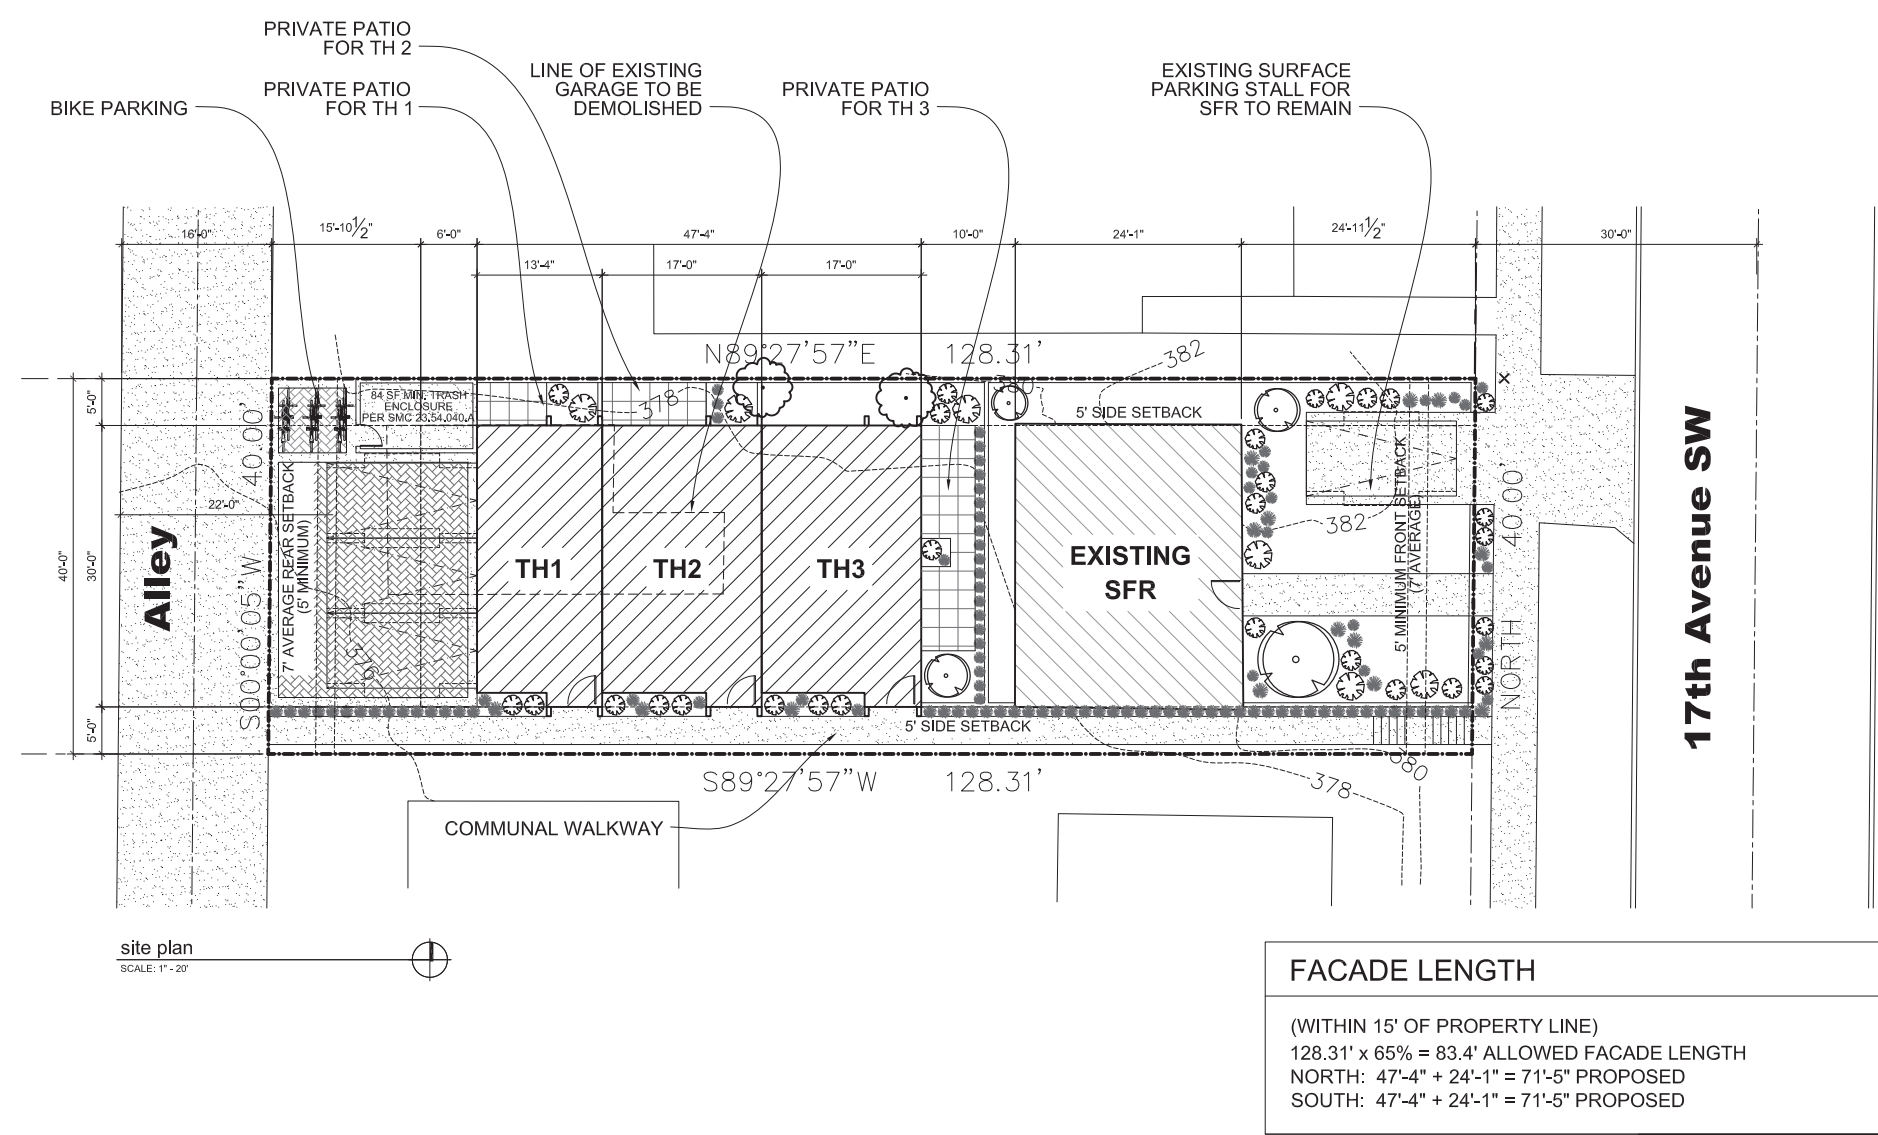 PRIVATE PATIO
FOR TH 2
LINE OF EXISTING
GARAGE TO BE
DEMOLISHED
EXISTING SURFACE
PARKING STALL FOR
SFR TO REMAIN
BIKE PARKING
PRIVATE PATIO
FOR TH 1
PRIVATE PATIO
FOR TH 3
16'-0"
15'-10½"
6'-0"
47'-4"
10'-0"
24'-1"
24'-11½"
30'-0"
13'-4"
17'-0"
17'-0"
N89°27'57"E 128.31'
382
378
380
5'-0"
30'-0"
5'-0"
40'-0"
84 SF MIN. TRASH
ENCLOSURE
PER SMC 23.54.040.A
5' SIDE SETBACK
40.00'
S00°00'05"W
22'-0"
7' AVERAGE REAR SETBACK
(5' MINIMUM)
376
Alley
TH1
TH2
TH3
EXISTING
SFR
382
5' MINIMUM FRONT SETBACK
(7' AVERAGE)
40.00'
NORTH
17th Avenue SW
5' SIDE SETBACK
S89°27'57"W 128.31'
378
380
COMMUNAL WALKWAY
site plan
SCALE: 1" - 20'
FACADE LENGTH
(WITHIN 15' OF PROPERTY LINE)
128.31' x 65% = 83.4' ALLOWED FACADE LENGTH
NORTH: 47'-4" + 24'-1" = 71'-5" PROPOSED
SOUTH: 47'-4" + 24'-1" = 71'-5" PROPOSED